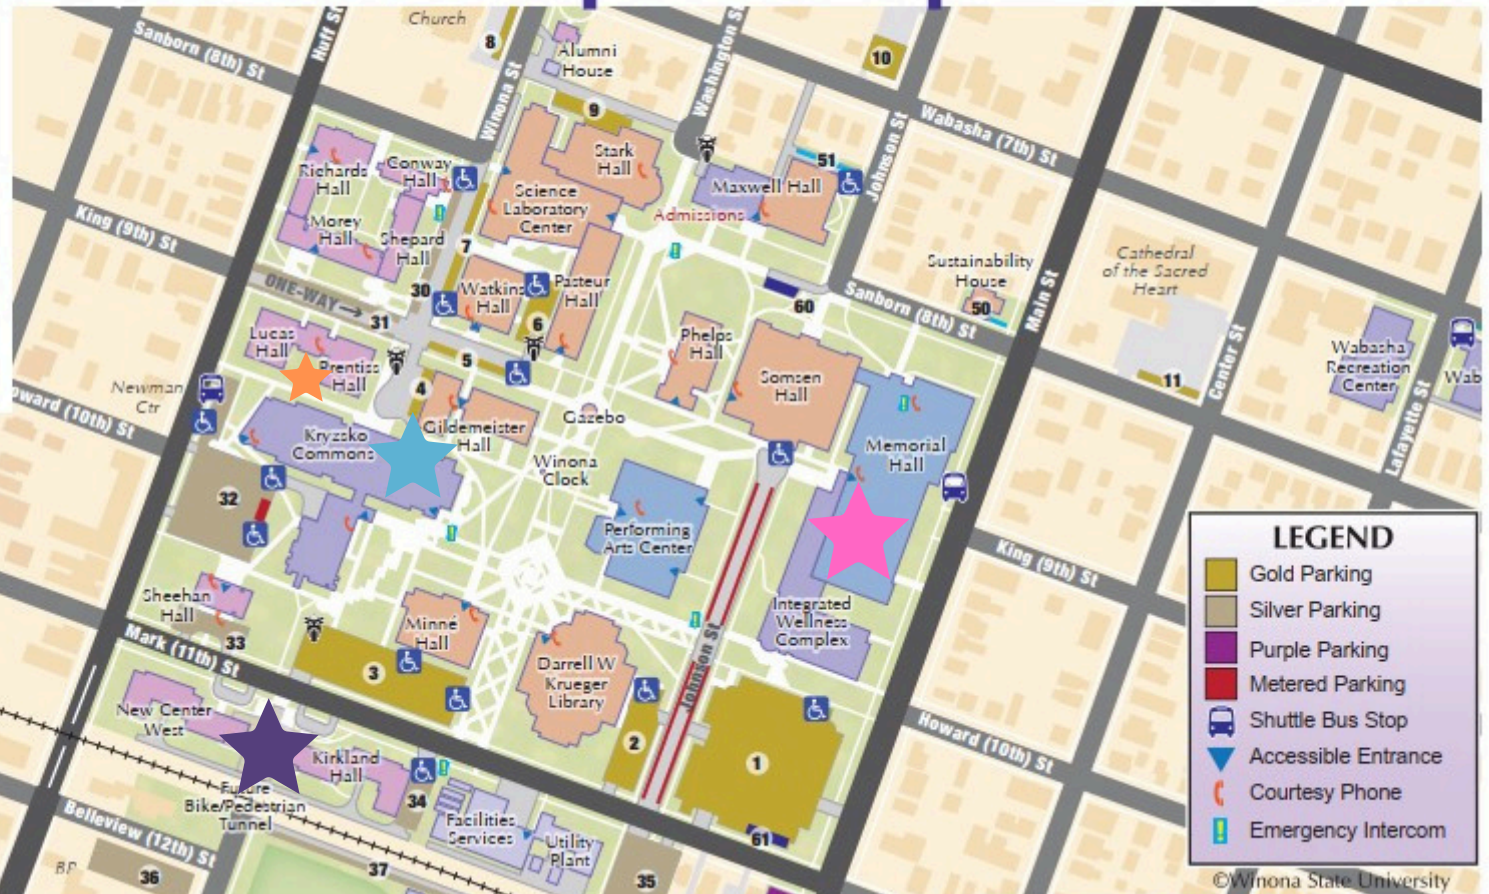 Church
Sanborn (8th) St
Huff St
8
Alumni
House
Washington St
10
Winona St
9
Wabasha (7th) St
Johnson St
51
Stark
Hall
Richards
Hall
Conway
Hall
Maxwell Hall
Science
Laboratory
Center
Admissions
King (9th) St
Morey
Hall
Shepard
Hall
7
Cathedral
of the Sacred
Heart
Sustainability
House
50
ONE-WAY
30
Watkins
Hall
Pasteur
Hall
60
Sanborn (8th) St
Main St
31
6
Lucas
Hall
Prentiss
Hall
5
Phelps
Hall
Wabasha
Recreation
Center
Wab
Center St
11
Newman
Ctr
4
Somsen
Hall
oward (10th) St
Gildemeister
Hall
Gazebo
Lafayette St
Kryzsko
Commons
Memorial
Hall
Winona
Clock
32
Performing
Arts Center
King (9th) St
Sheehan
Hall
33
Minné
Hall
Integrated
Wellness
Complex
Mark (11th) St
3
Darrell W
Krueger
Library
Johnson St
New Center
West
2
1
Howard (10th) St
Kirkland
Hall
34
Future
Bike/Pedestrian
Tunnel
Facilities
Services
Utility
Plant
61
Belleview (12th) St
BP
36
37
35
LEGEND
Gold Parking
Silver Parking
Purple Parking
Metered Parking
Shuttle Bus Stop
Accessible Entrance
Courtesy Phone
Emergency Intercom
©Winona State University